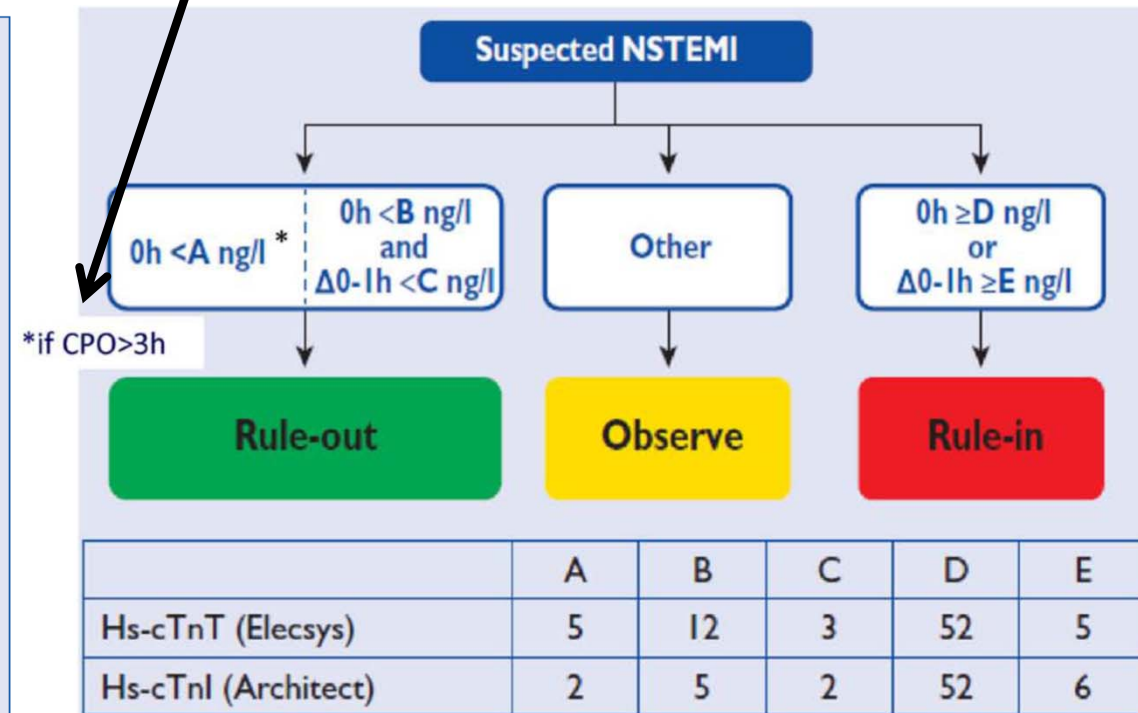 Suspected NSTEMI
0h <A ng/l *
0h <B ng/l
and
Δ0-1h <C ng/l
Other
0h ≥D ng/l
or
Δ0-1h ≥E ng/l
*if CPO>3h
Rule-out
Observe
Rule-in
A B C D E
Hs-cTnT (Elecsys) 5 12 3 52 5
Hs-cTnI (Architect) 2 5 2 52 6